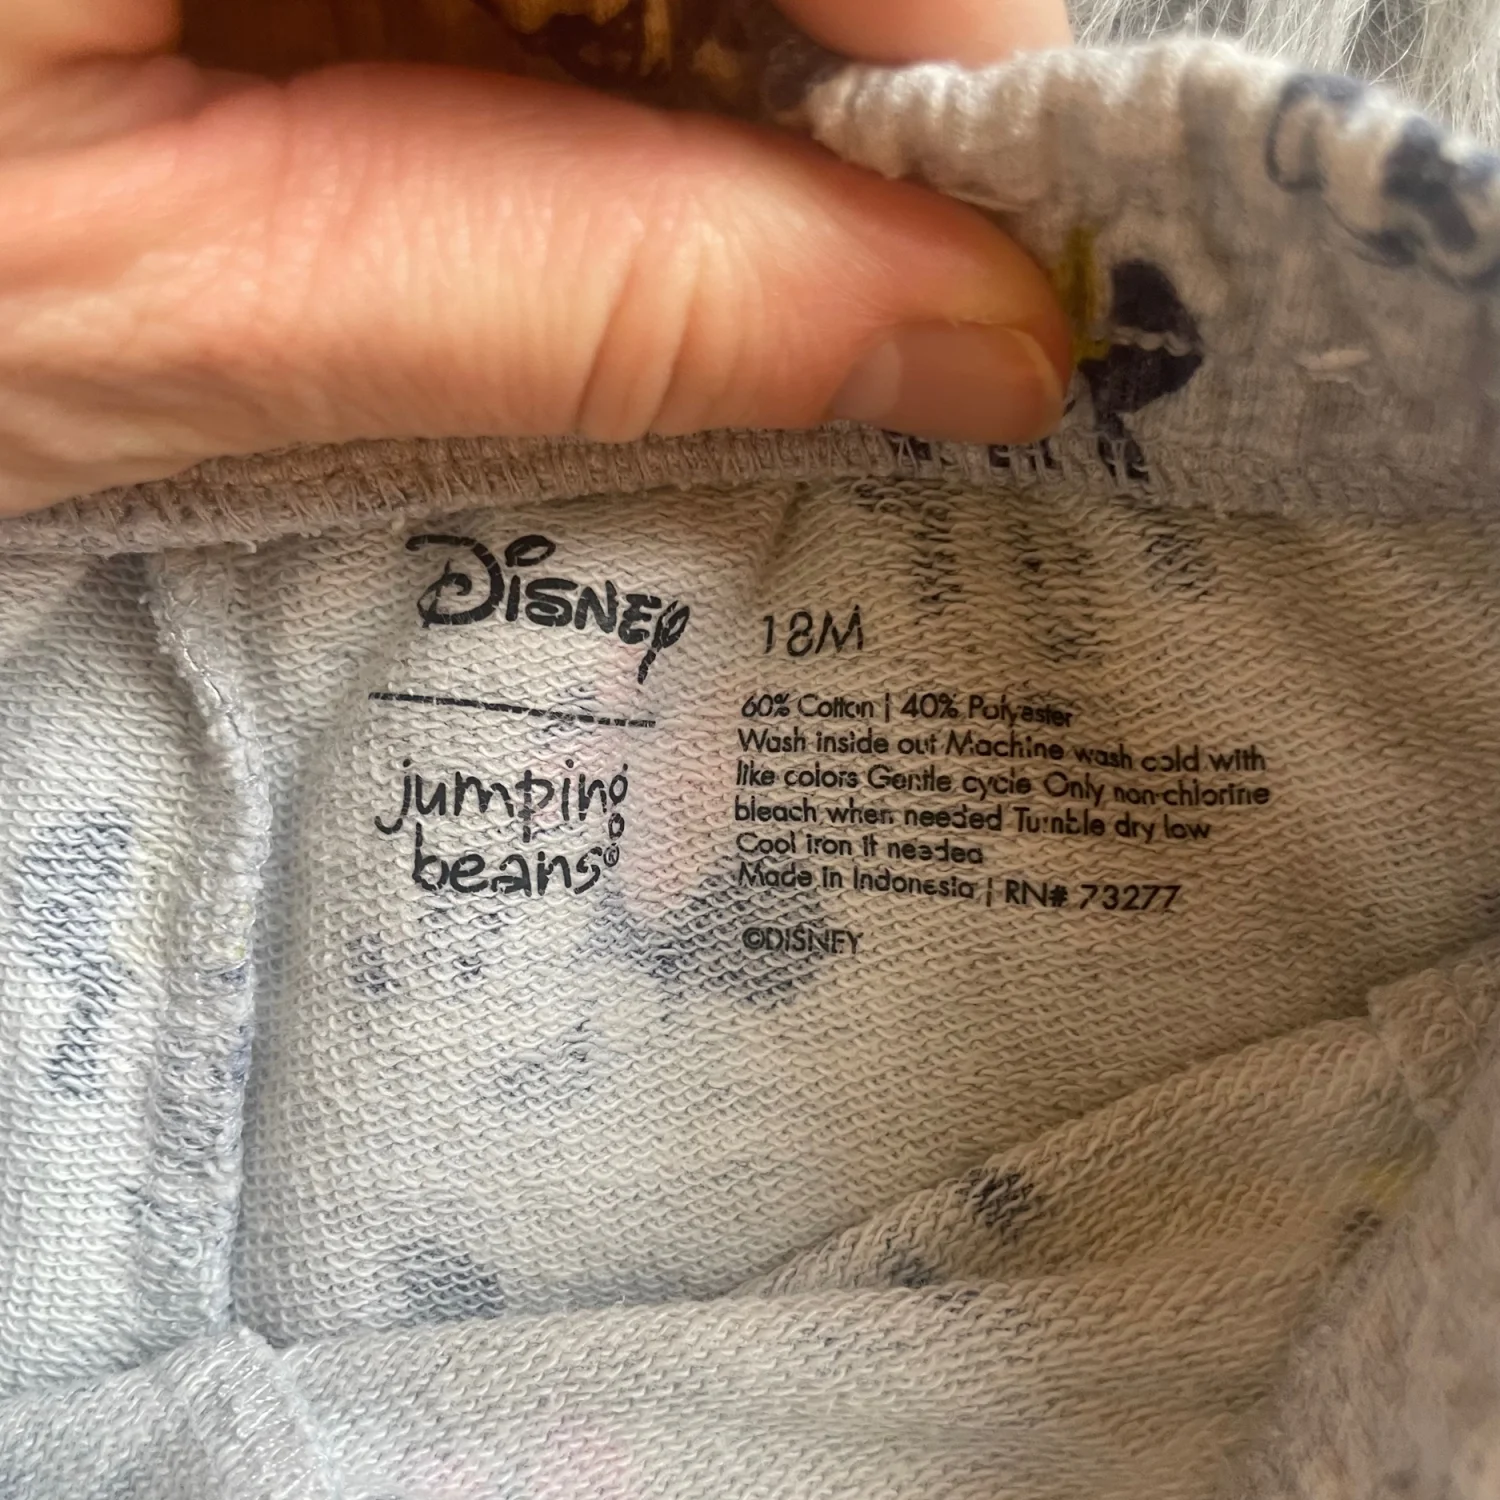 Disney
jumping
beans®
18M
60% Cotton | 40% Polyester
Wash inside out Machine wash cold with
like colors Gentle cycle Only non-chlorine
bleach when needed Tumble dry low
Cool iron if needed
Made in Indonesia | RN# 73277
©DISNEY